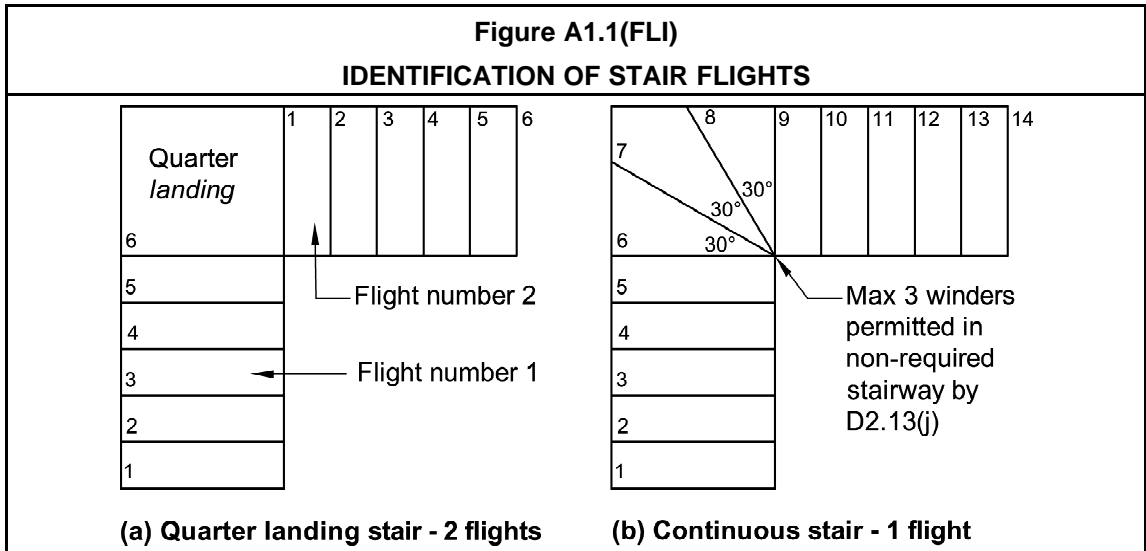 Figure A1.1(FLI)
IDENTIFICATION OF STAIR FLIGHTS
Quarter
landing
1 2 3 4 5 6
6
5
4
3
2
1
Flight number 2
Flight number 1
(a) Quarter landing stair - 2 flights
8 9 10 11 12 13 14
7
30°
30°
30°
6
5
4
3
2
1
Max 3 winders
permitted in
non-required
stairway by
D2.13(j)
(b) Continuous stair - 1 flight